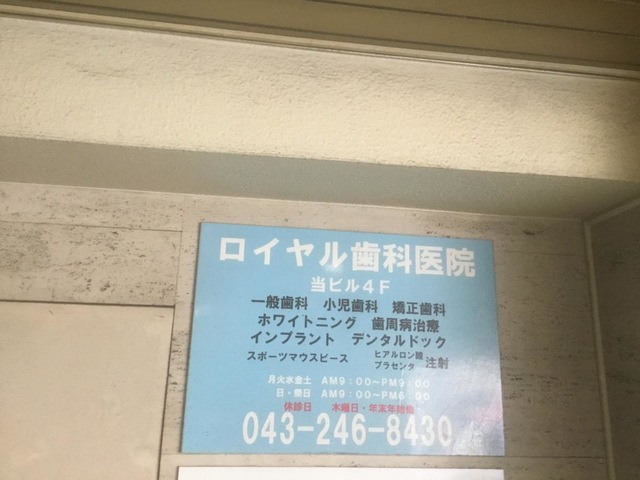 ロイヤル歯科医院
当ビル4F
一般歯科 小児歯科 矯正歯科
ホワイトニング 歯周病治療
インプラント デンタルドック
スポーツマウスピース ヒアルロン酸 プラセンタ 注射
月火水金土 AM9:00~PM9:00
日・祭日 AM9:00~PM6:00
休診日 木曜日・年末年始他
043-246-8430